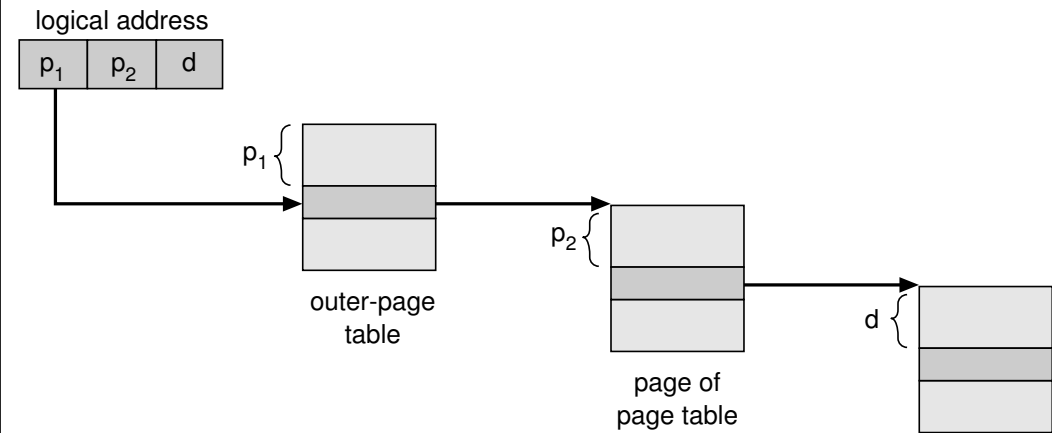 logical address
p1 p2 d
p1
p2
outer-page
table
d
page of
page table